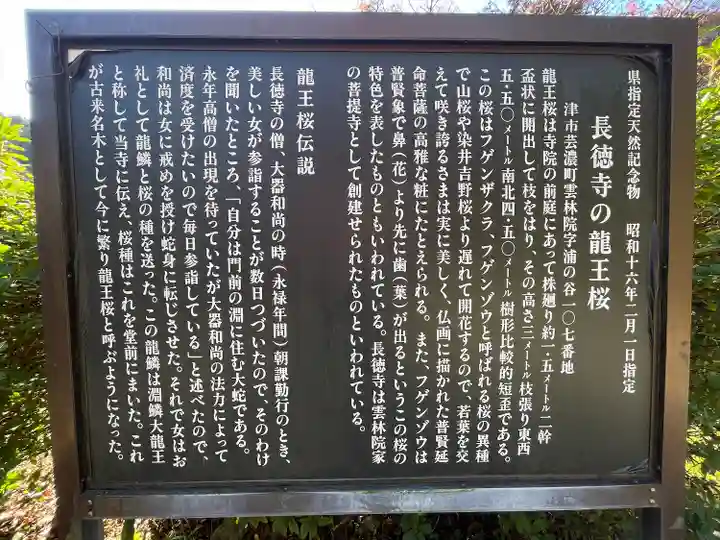 県指定天然記念物　昭和十六年二月一日指定
長徳寺の龍王桜
津市芸濃町雲林院字浦の谷一〇七番地
龍王桜は寺院の前庭にあって株廻り約一・五メートル二幹
盃状に開出して枝をはり、その高さ三メートル枝張り東西
五・五〇メートル南北四・五〇メートル樹形比較的短歪である。
この桜はフゲンザクラ、フゲンゾウと呼ばれる桜の異種
で山桜や染井吉野桜より遅れて開花するので、若葉を交
えて咲き誇るさまは実に美しく、仏画に描かれた普賢延
命菩薩の高雅な粧にたとえられる。また、フゲンゾウは
普賢象で鼻（花）より先に歯（葉）が出るというこの桜の
特色を表したものともいわれている。長徳寺は雲林院家
の菩提寺として創建せられたものといわれている。
龍王桜伝説
長徳寺の僧、大器和尚の時（永禄年間）朝課勤行のとき、
美しい女が参詣することが数日つづいたので、そのわけ
を聞いたところ、「自分は門前の淵に住む大蛇である。
永年高僧の出現を待っていたが大器和尚の法力によって
済度を受けたいので毎日参詣している」と述べたので、
和尚は女に戒めを授け蛇身に転じさせた。それで女はお
礼として龍鱗と桜の種を送った。この龍鱗は淵鱗大龍王
と称して当寺に伝え、桜種はこれを堂前にまいた。これ
が古来名木として今に繁り龍王桜と呼ぶようになった。